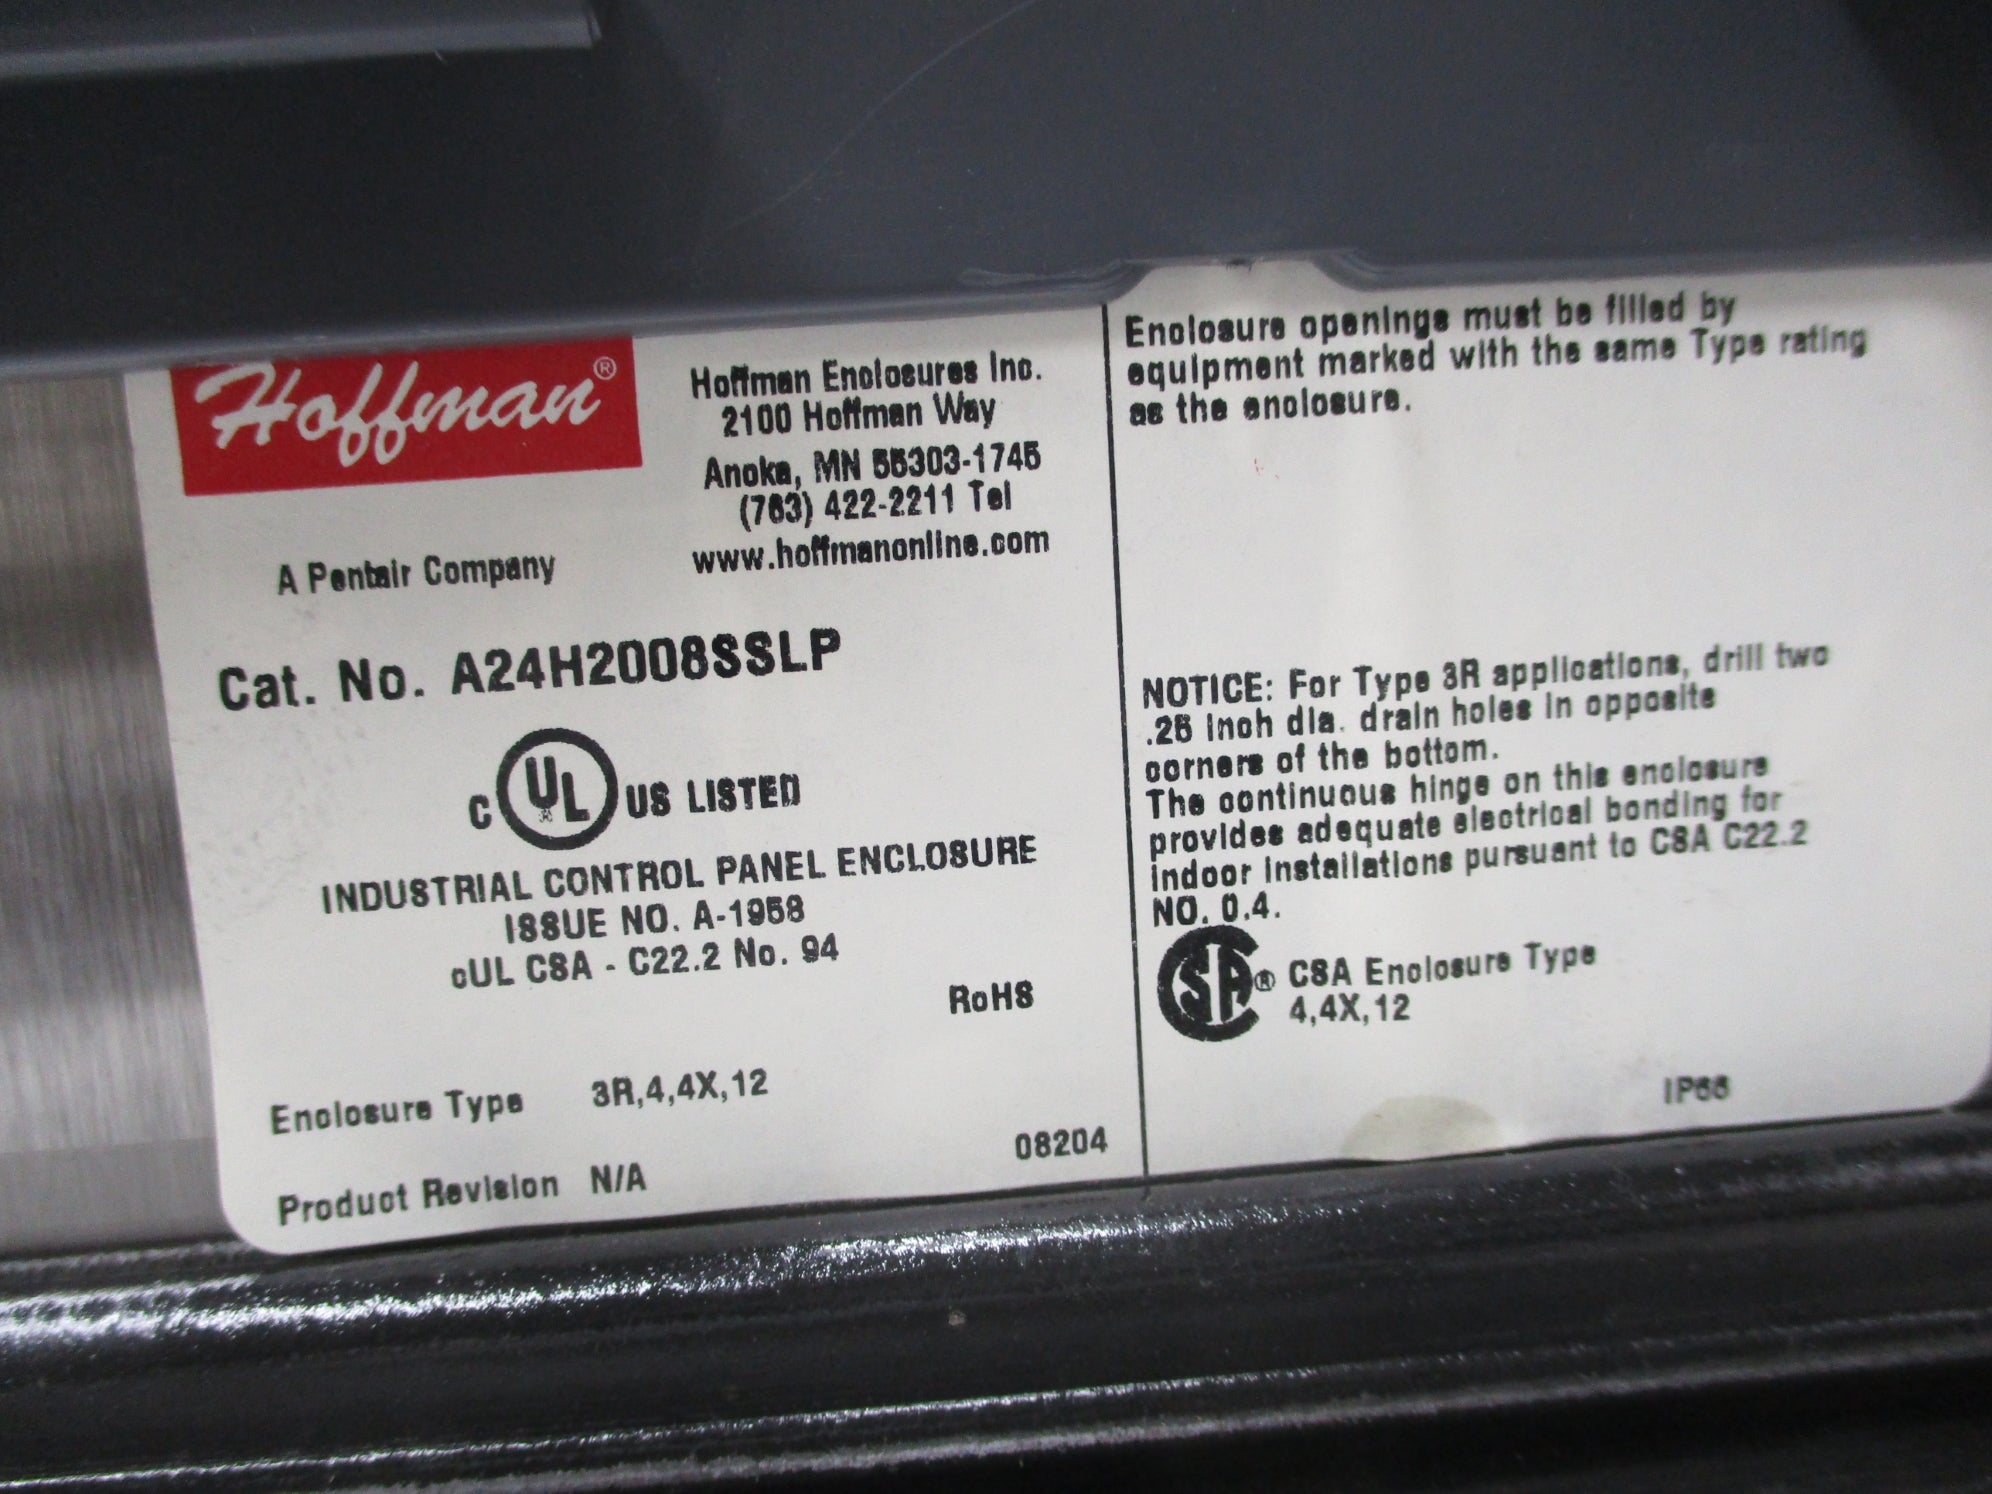 Hoffman®
Hoffman Enclosures Inc.
2100 Hoffman Way
Anoka, MN 55303-1745
(763) 422-2211 Tel
www.hoffmanonline.com
A Pentair Company
Cat. No. A24H2008SSLP
C UL® US LISTED
INDUSTRIAL CONTROL PANEL ENCLOSURE
ISSUE NO. A-1958
cUL CSA - C22.2 No. 94
RoHS
Enclosure Type 3R,4,4X,12
08204
Product Revision N/A
Enclosure openings must be filled by
equipment marked with the same Type rating
as the enclosure.
NOTICE: For Type 3R applications, drill two
.25 inch dia. drain holes in opposite
corners of the bottom.
The continuous hinge on this enclosure
provides adequate electrical bonding for
indoor installations pursuant to CSA C22.2
NO. 0.4.
SA® CSA Enclosure Type
4,4X,12
IP66